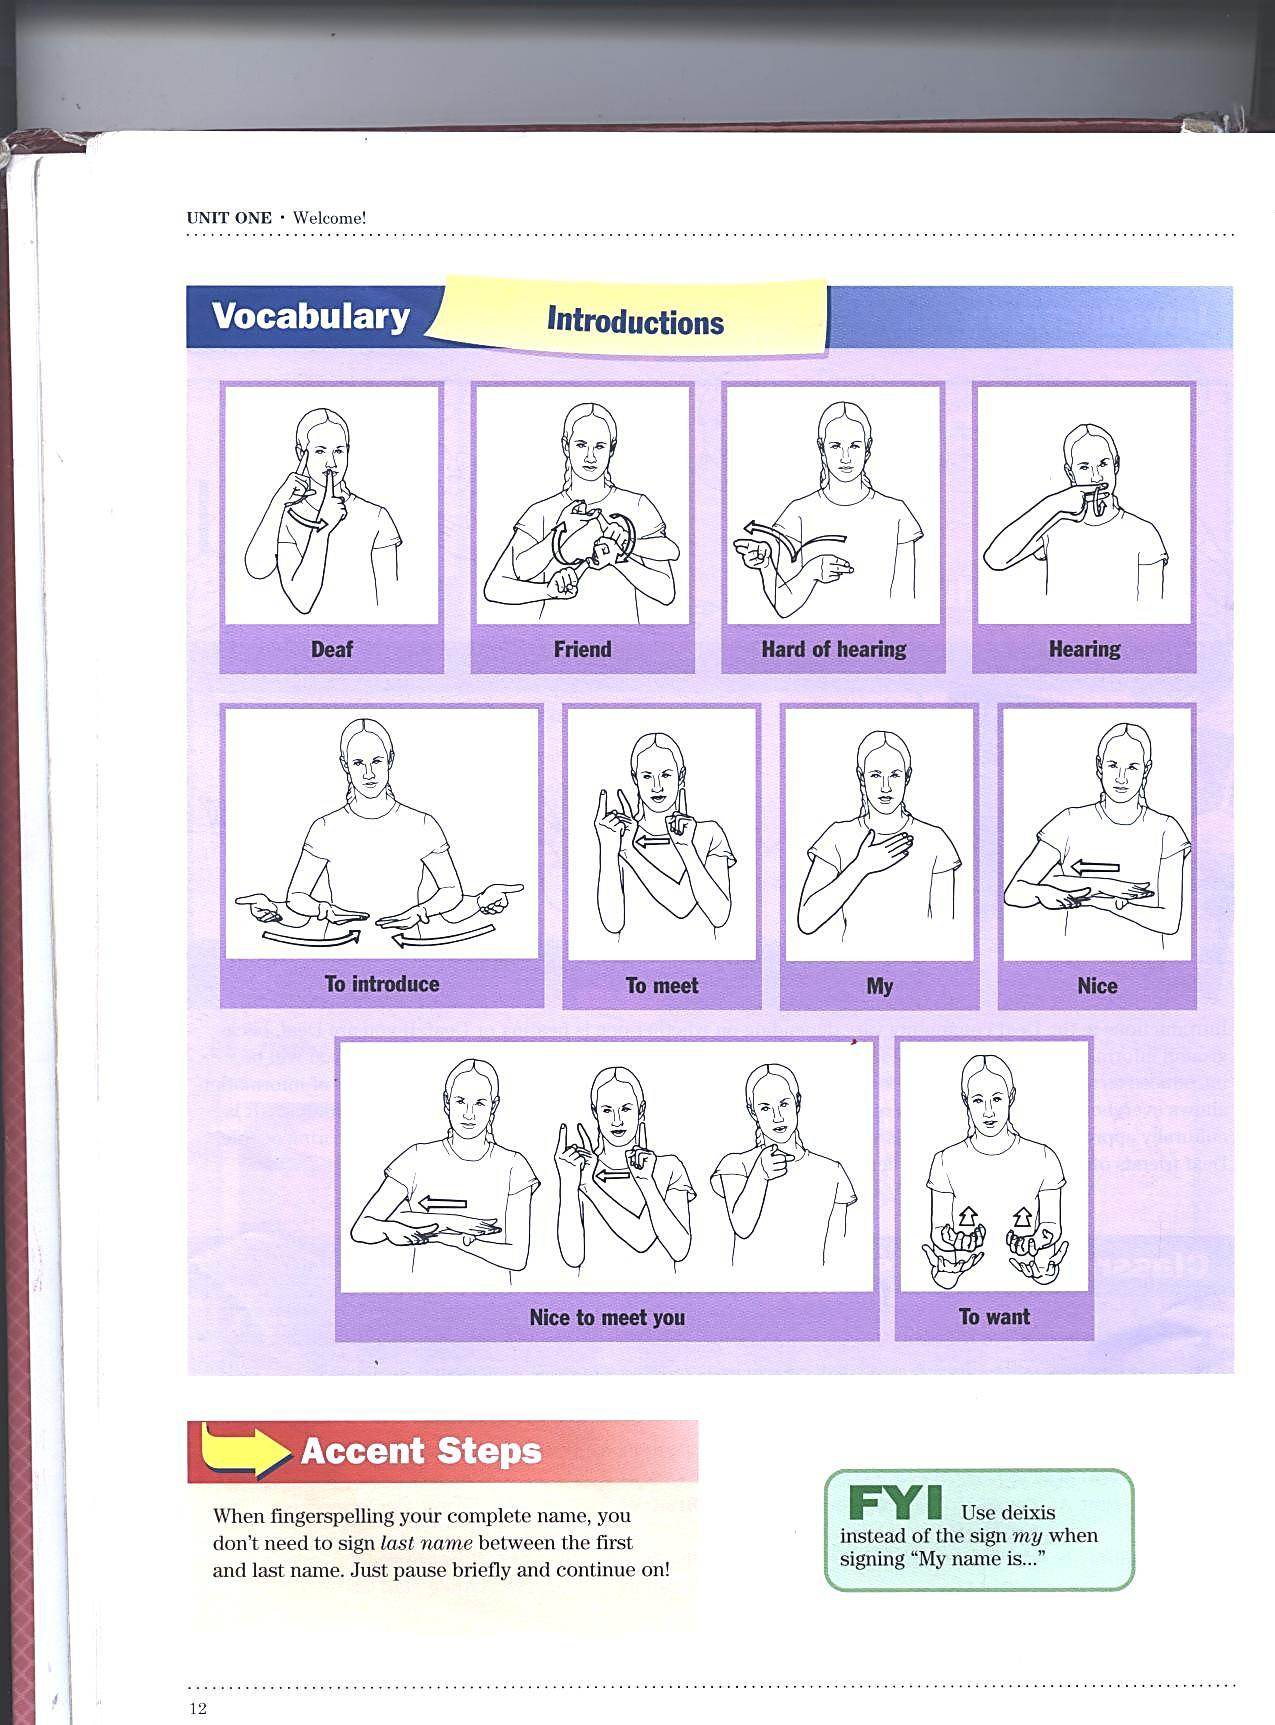 UNIT ONE • Welcome!
Vocabulary Introductions
Deaf Friend Hard of hearing Hearing
To introduce To meet My Nice
Nice to meet you To want
Accent Steps
When fingerspelling your complete name, you
don't need to sign last name between the first
and last name. Just pause briefly and continue on!
FYI Use deixis
instead of the sign my when
signing "My name is..."
12